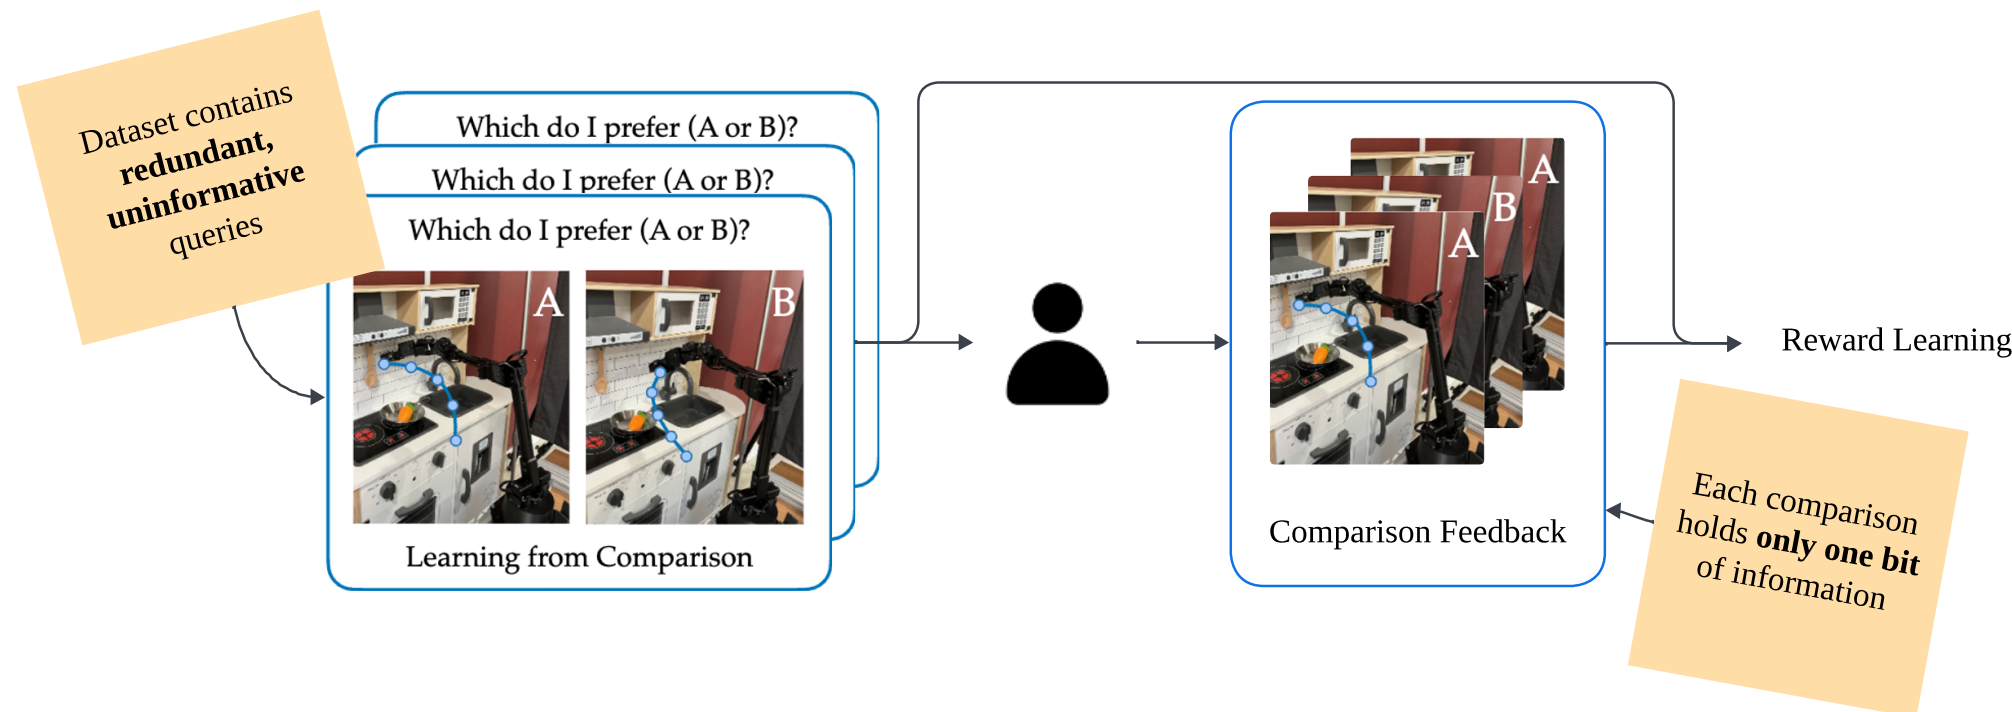 Dataset contains
redundant,
uninformative
queries
Which do I prefer (A or B)?
Which do I prefer (A or B)?
Which do I prefer (A or B)?
A
B
Learning from Comparison
A
B
A
Comparison Feedback
Reward Learning
Each comparison
holds only one bit
of information